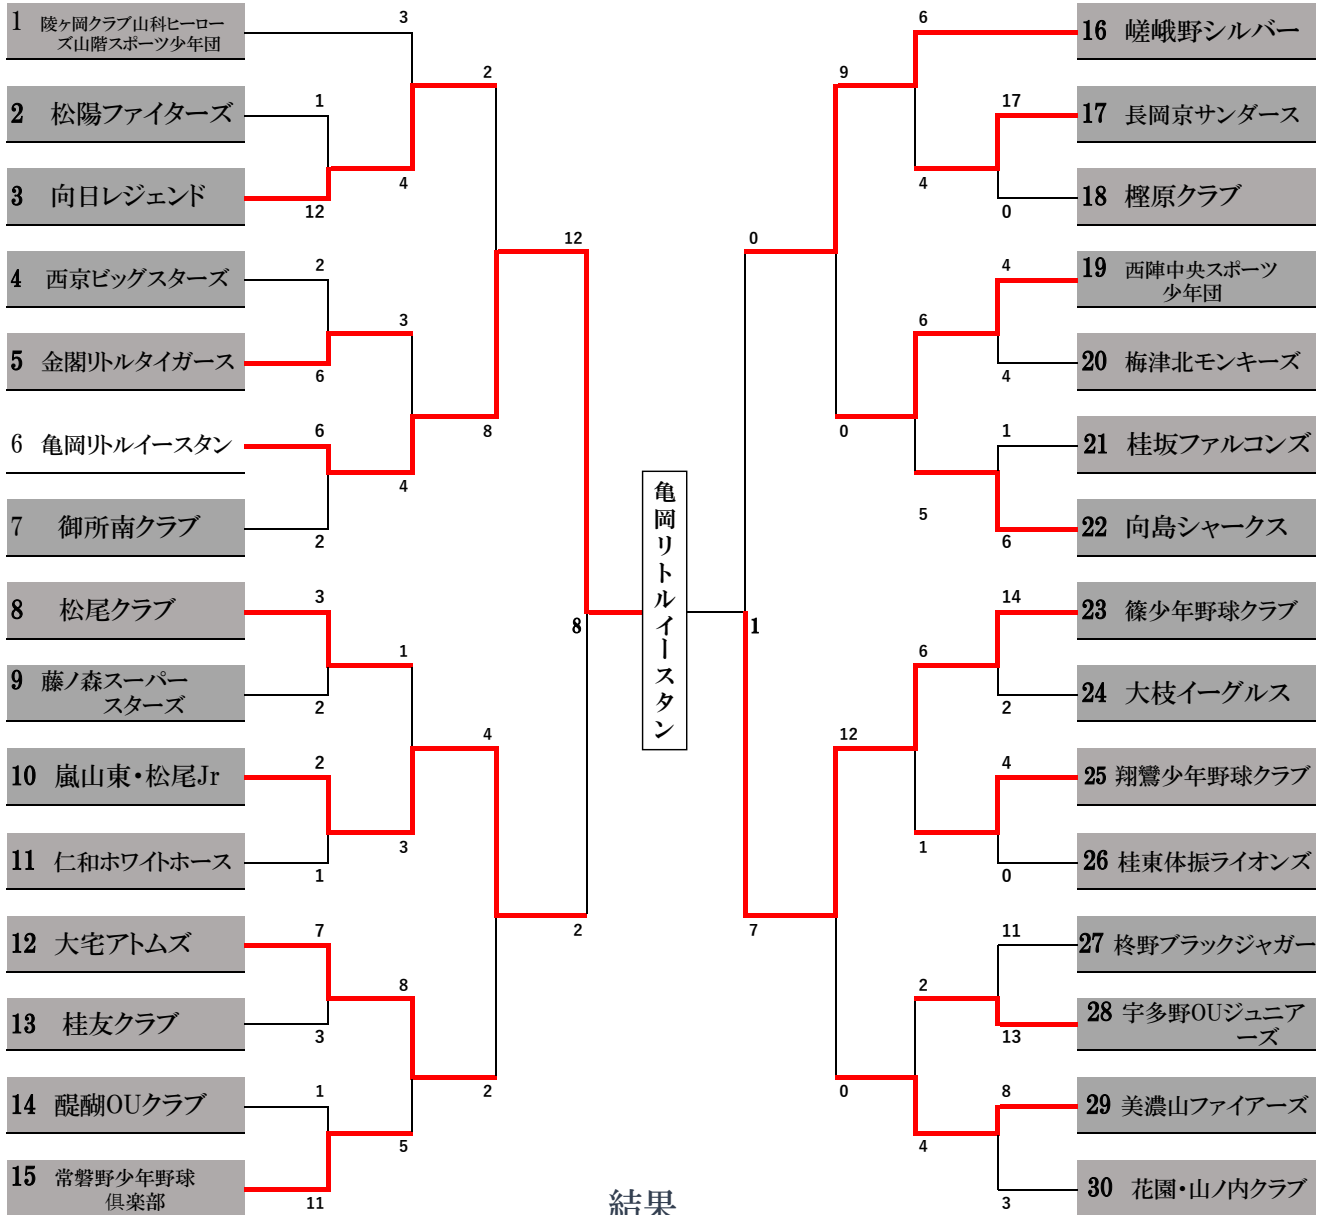 1 陵ヶ岡クラブ山科ヒーロー
ズ山階スポーツ少年団
2 松陽ファイターズ
3 向日レジェンド
4 西京ビッグスターズ
5 金閣リトルタイガース
6 亀岡リトルイースタン
7 御所南クラブ
8 松尾クラブ
9 藤ノ森スーパー
スターズ
10 嵐山東・松尾Jr
11 仁和ホワイトホース
12 大宅アトムズ
13 桂友クラブ
14 醍醐OUクラブ
15 常磐野少年野球
倶楽部
3
1
12
2
6
6
2
3
2
2
1
7
3
1
11
2
4
3
4
1
3
8
5
12
8
4
2
8
2
亀岡リトルイースタン
1
0
7
9
0
12
0
6
4
6
5
6
1
2
4
17
0
4
4
1
6
14
2
4
0
11
13
8
3
16 嵯峨野シルバー
17 長岡京サンダース
18 樫原クラブ
19 西陣中央スポーツ
少年団
20 梅津北モンキーズ
21 桂坂ファルコンズ
22 向島シャークス
23 篠少年野球クラブ
24 大枝イーグルス
25 翔鸞少年野球クラブ
26 桂東体振ライオンズ
27 柊野ブラックジャガー
28 宇多野OUジュニア
ーズ
29 美濃山ファイアーズ
30 花園・山ノ内クラブ
結果